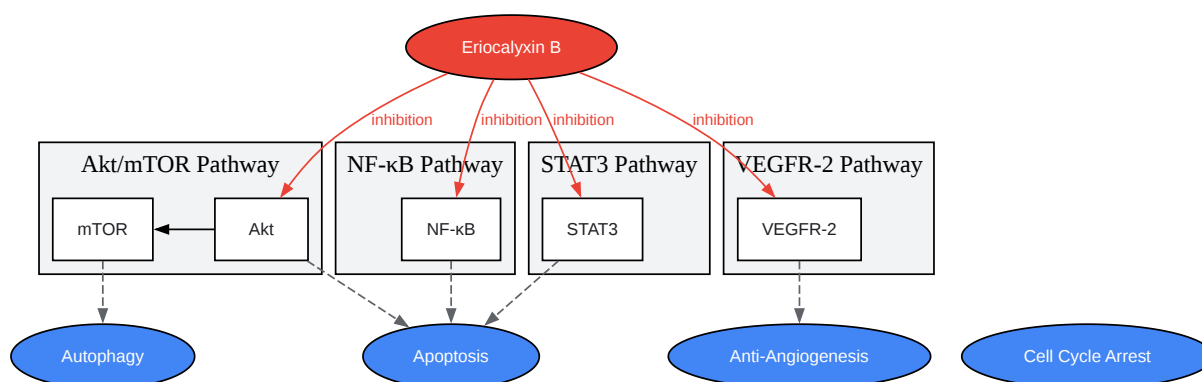 Eriocalyxin B
inhibition
inhibition
inhibition
inhibition
Akt/mTOR Pathway
NF-κB Pathway
STAT3 Pathway
VEGFR-2 Pathway
mTOR
Akt
NF-κB
STAT3
VEGFR-2
Autophagy
Apoptosis
Anti-Angiogenesis
Cell Cycle Arrest